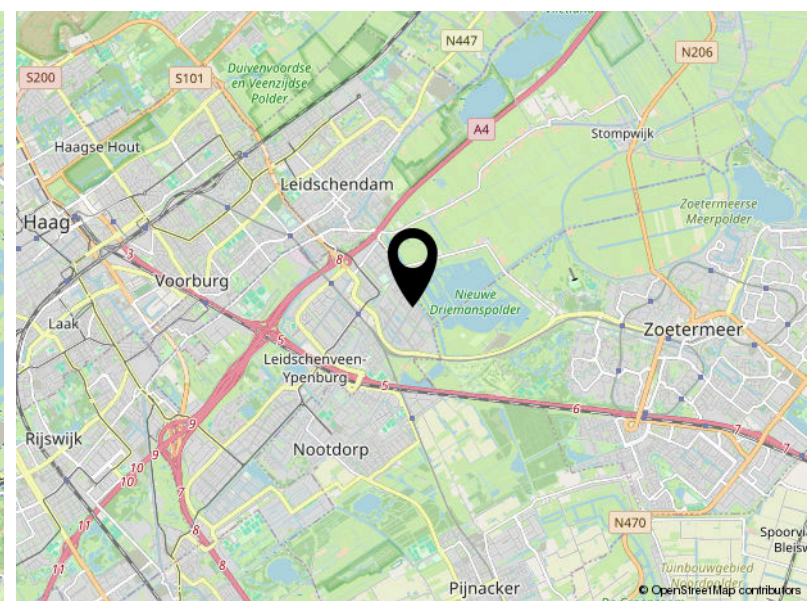 Vlietland
N447
N206
S200
S101
Duivenvoordse
en Veenzijdse
Polder
A4
Stompwijk
Haagse Hout
Leidschendam
Zoetermeerse
Meerpolder
Haag
3
8
Voorburg
Nieuwe
Driemanspolder
Laak
5
Zoetermeer
Leidschenveen-
Ypenburg
5
6
9
9
7
7
Rijswijk
Nootdorp
10
10
7
11
8
N470
11
8
Tuinbouwgebied
Noordpolder
Pijnacker
© OpenStreetMap contributors